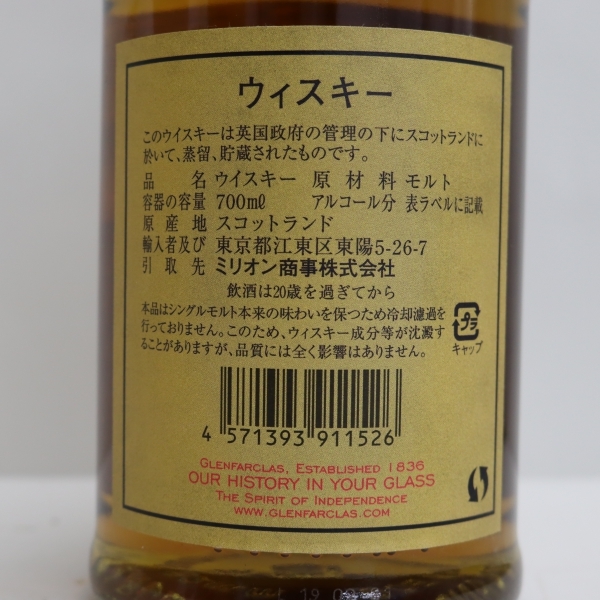 ウィスキー
このウイスキーは英国政府の管理の下にスコットランドに
於いて、蒸留、貯蔵されたものです。
品名 ウイスキー 原材料 モルト
容器の容量 700mℓ アルコール分 表ラベルに記載
原産地 スコットランド
輸入者及び 東京都江東区東陽5-26-7
引取先 ミリオン商事株式会社
飲酒は20歳を過ぎてから
本品はシングルモルト本来の味わいを保つため冷却濾過を
行っておりません。このため、ウィスキー成分等が沈澱す
ることがありますが、品質には全く影響はありません。
プラ
キャップ
4 571393 911526
GLENFARCLAS, ESTABLISHED 1836
OUR HISTORY IN YOUR GLASS
THE SPIRIT OF INDEPENDENCE
WWW.GLENFARCLAS.COM